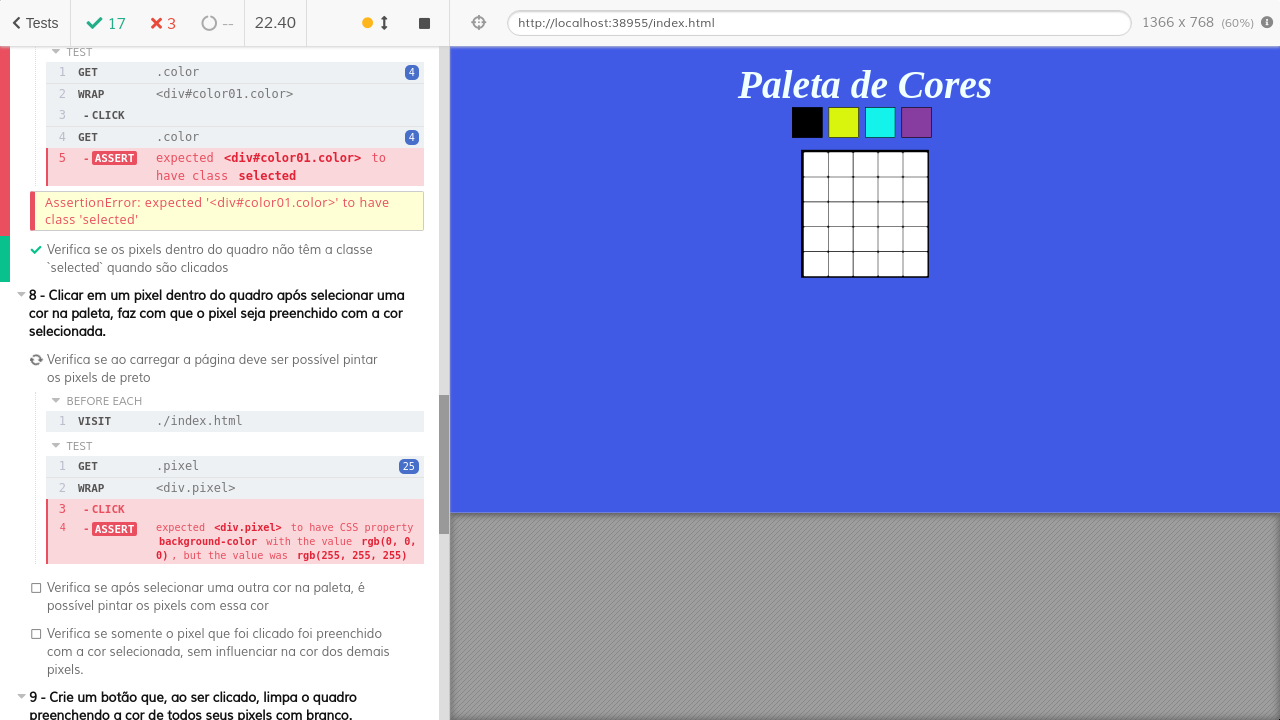 Tests
17
3
--
22.40
http://localhost:38955/index.html
1366 x 768 (60%)
TEST
1 GET .color 4
2 WRAP <div#color01.color>
3 - CLICK
4 GET .color 4
5 - ASSERT expected <div#color01.color> to
have class selected
AssertionError: expected '<div#color01.color>' to have
class 'selected'
Verifica se os pixels dentro do quadro não têm a classe
`selected` quando são clicados
8 - Clicar em um pixel dentro do quadro após selecionar uma
cor na paleta, faz com que o pixel seja preenchido com a cor
selecionada.
Verifica se ao carregar a página deve ser possível pintar
os pixels de preto
BEFORE EACH
1 VISIT ./index.html
TEST
1 GET .pixel 25
2 WRAP <div.pixel>
3 - CLICK
4 - ASSERT expected <div.pixel> to have CSS property
background-color with the value rgb(0, 0,
0), but the value was rgb(255, 255, 255)
Verifica se após selecionar uma outra cor na paleta, é
possível pintar os pixels com essa cor
Verifica se somente o pixel que foi clicado foi preenchido
com a cor selecionada, sem influenciar na cor dos demais
pixels.
9 - Crie um botão que, ao ser clicado, limpa o quadro
preenchendo a cor de todos seus pixels com branco.
Paleta de Cores